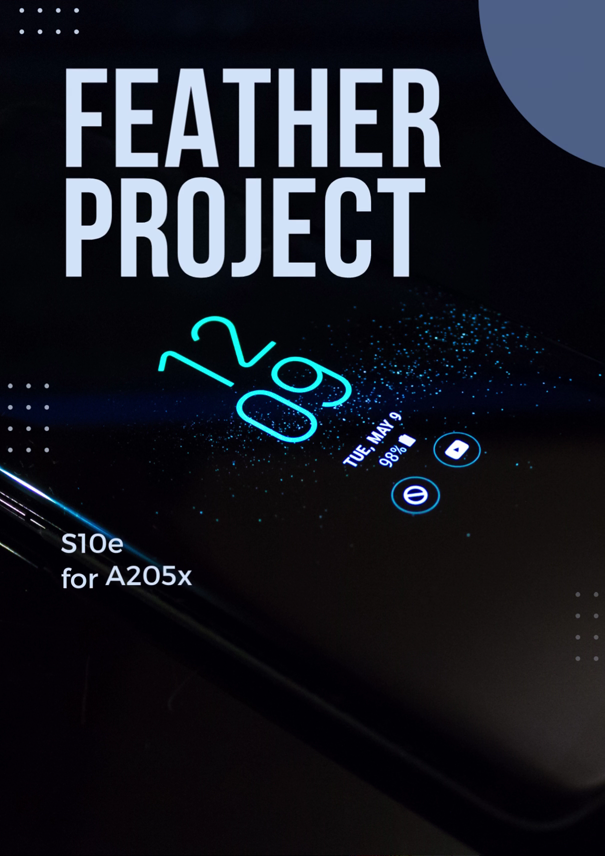 FEATHER
PROJECT
12
09
TUE, MAY 9
98%
S10e
for A205x